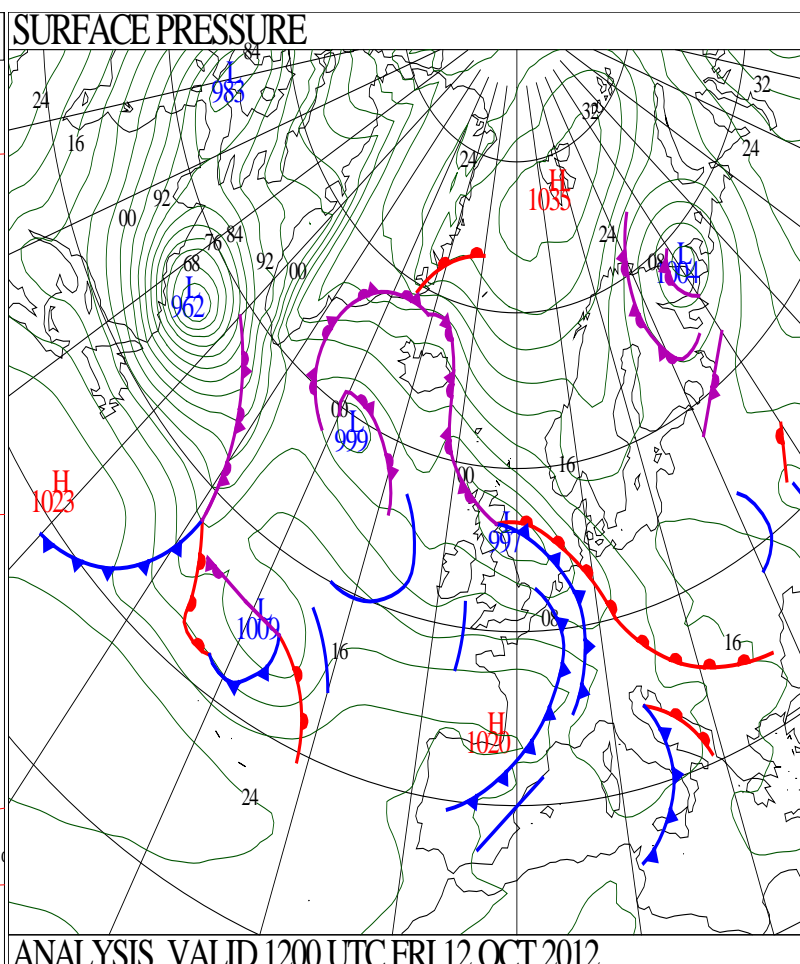 SURFACE PRESSURE
84
L
983
32
24
32
16
24
24
H
1035
92
00
24
84
76
L
1004
08
92
68
00
L
962
00
L
999
16
00
H
1023
L
997
L
1009
08
16
16
H
1020
24
ANALYSIS VALID 1200 UTC FRI 12 OCT 2012